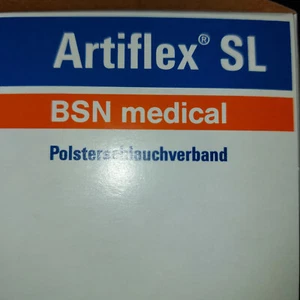 Artiflex® SL
BSN medical
Polsterschlauchverband